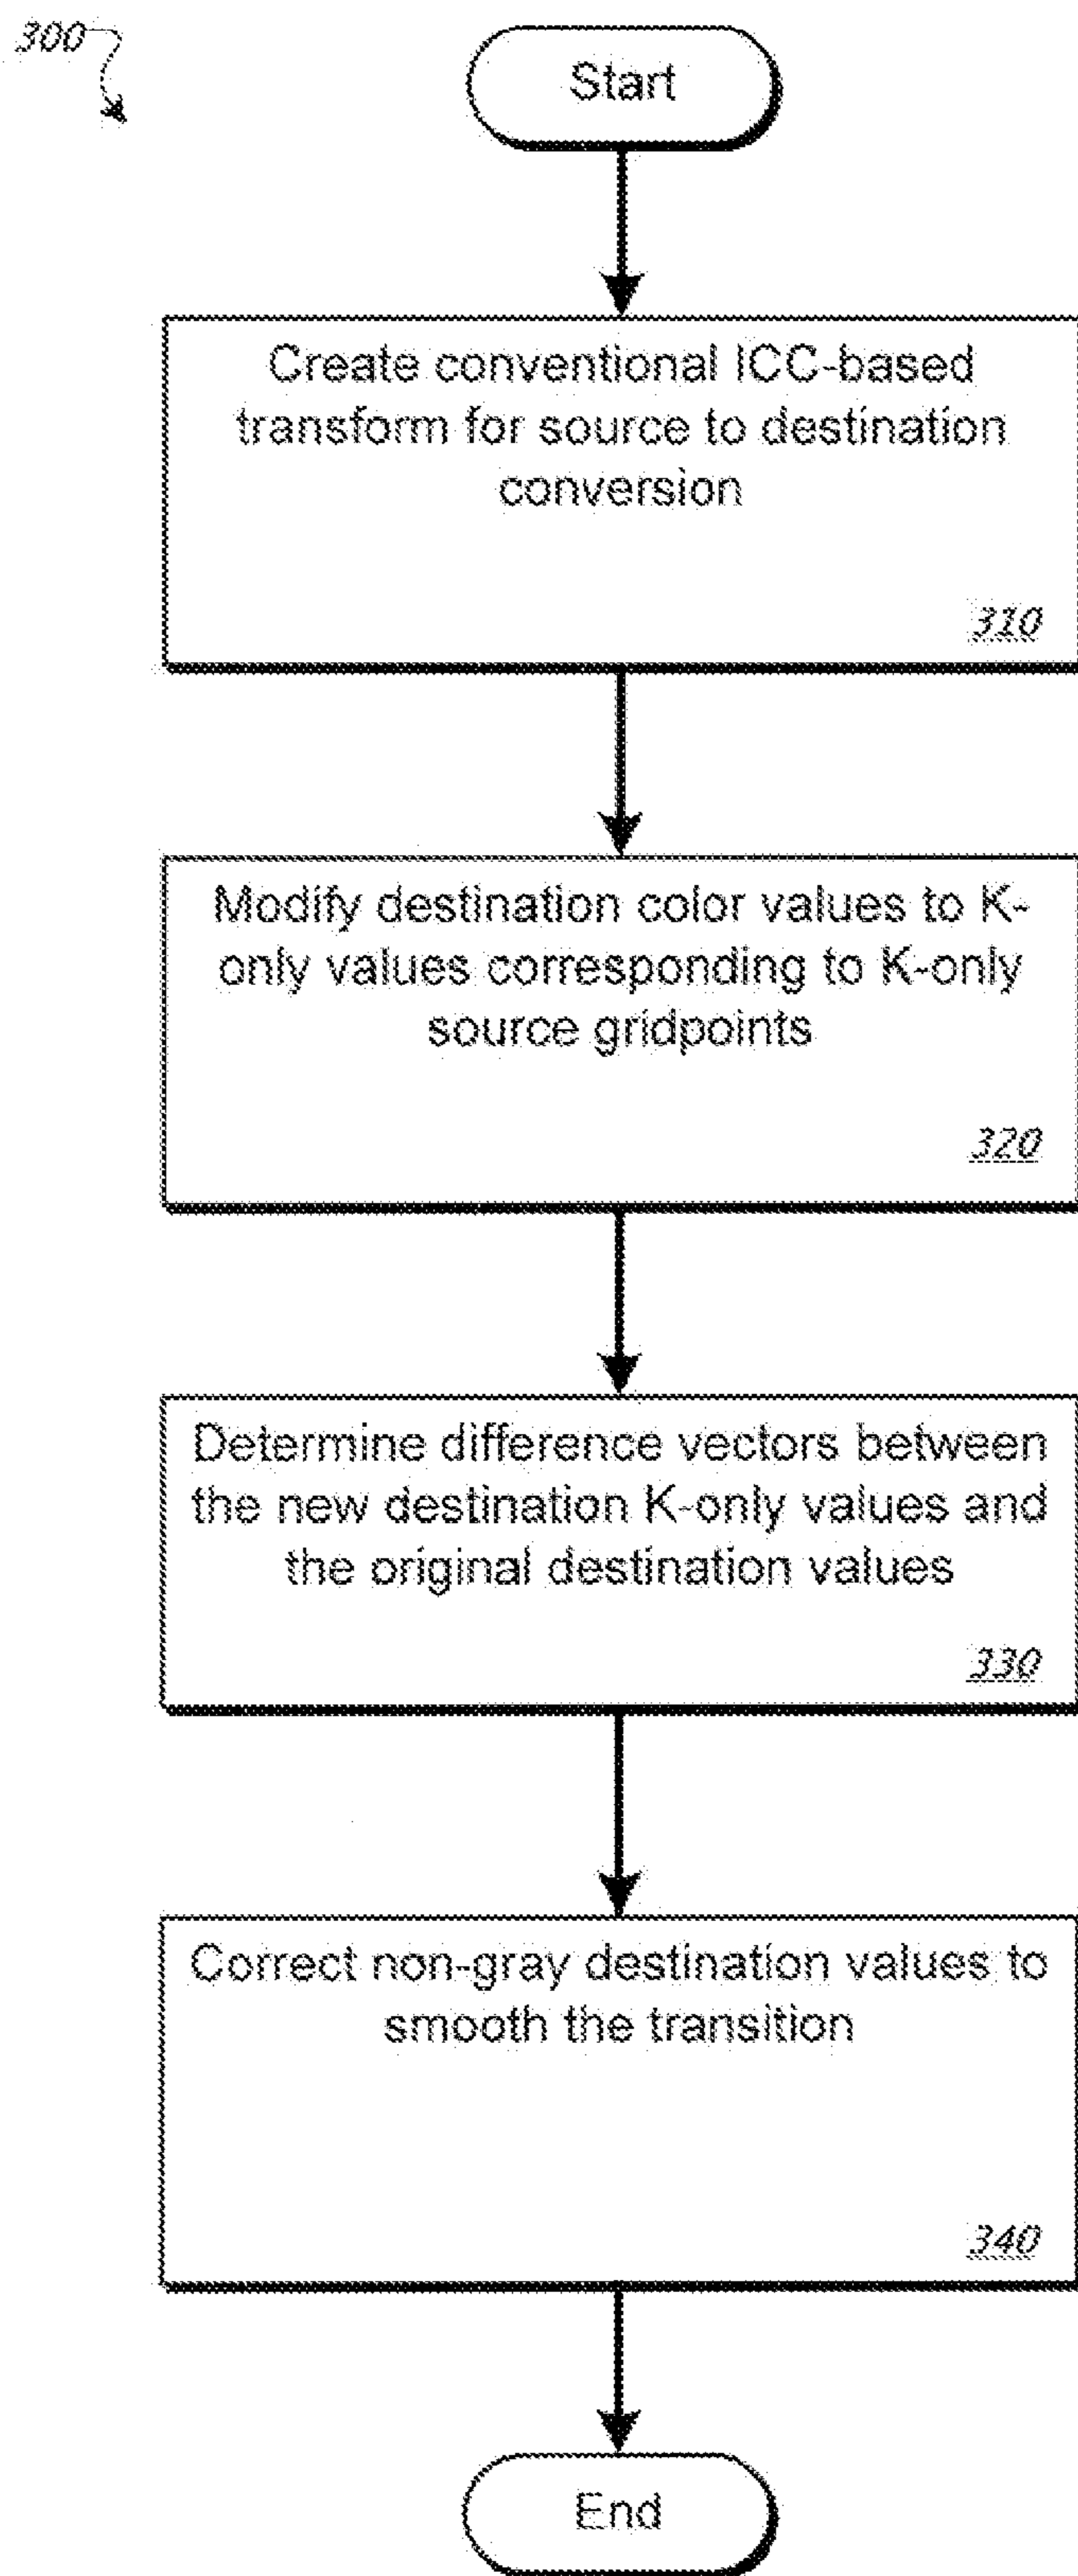 300
Start
Create conventional ICC-based
transform for source to destination
conversion
310
Modify destination color values to K-
only values corresponding to K-only
source gridpoints
320
Determine difference vectors between
the new destination K-only values and
the original destination values
330
Correct non-gray destination values to
smooth the transition
340
End